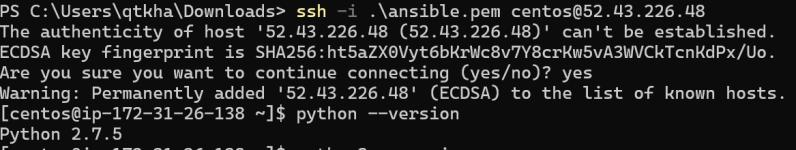 PS C:\Users\qtkha\Downloads> ssh -i .\ansible.pem centos@52.43.226.48
The authenticity of host '52.43.226.48 (52.43.226.48)' can't be established.
ECDSA key fingerprint is SHA256:ht5aZX0Vyt6bKrWc8v7Y8crKw5vA3WVCkTcnKdPx/Uo.
Are you sure you want to continue connecting (yes/no)? yes
Warning: Permanently added '52.43.226.48' (ECDSA) to the list of known hosts.
[centos@ip-172-31-26-138 ~]$ python --version
Python 2.7.5